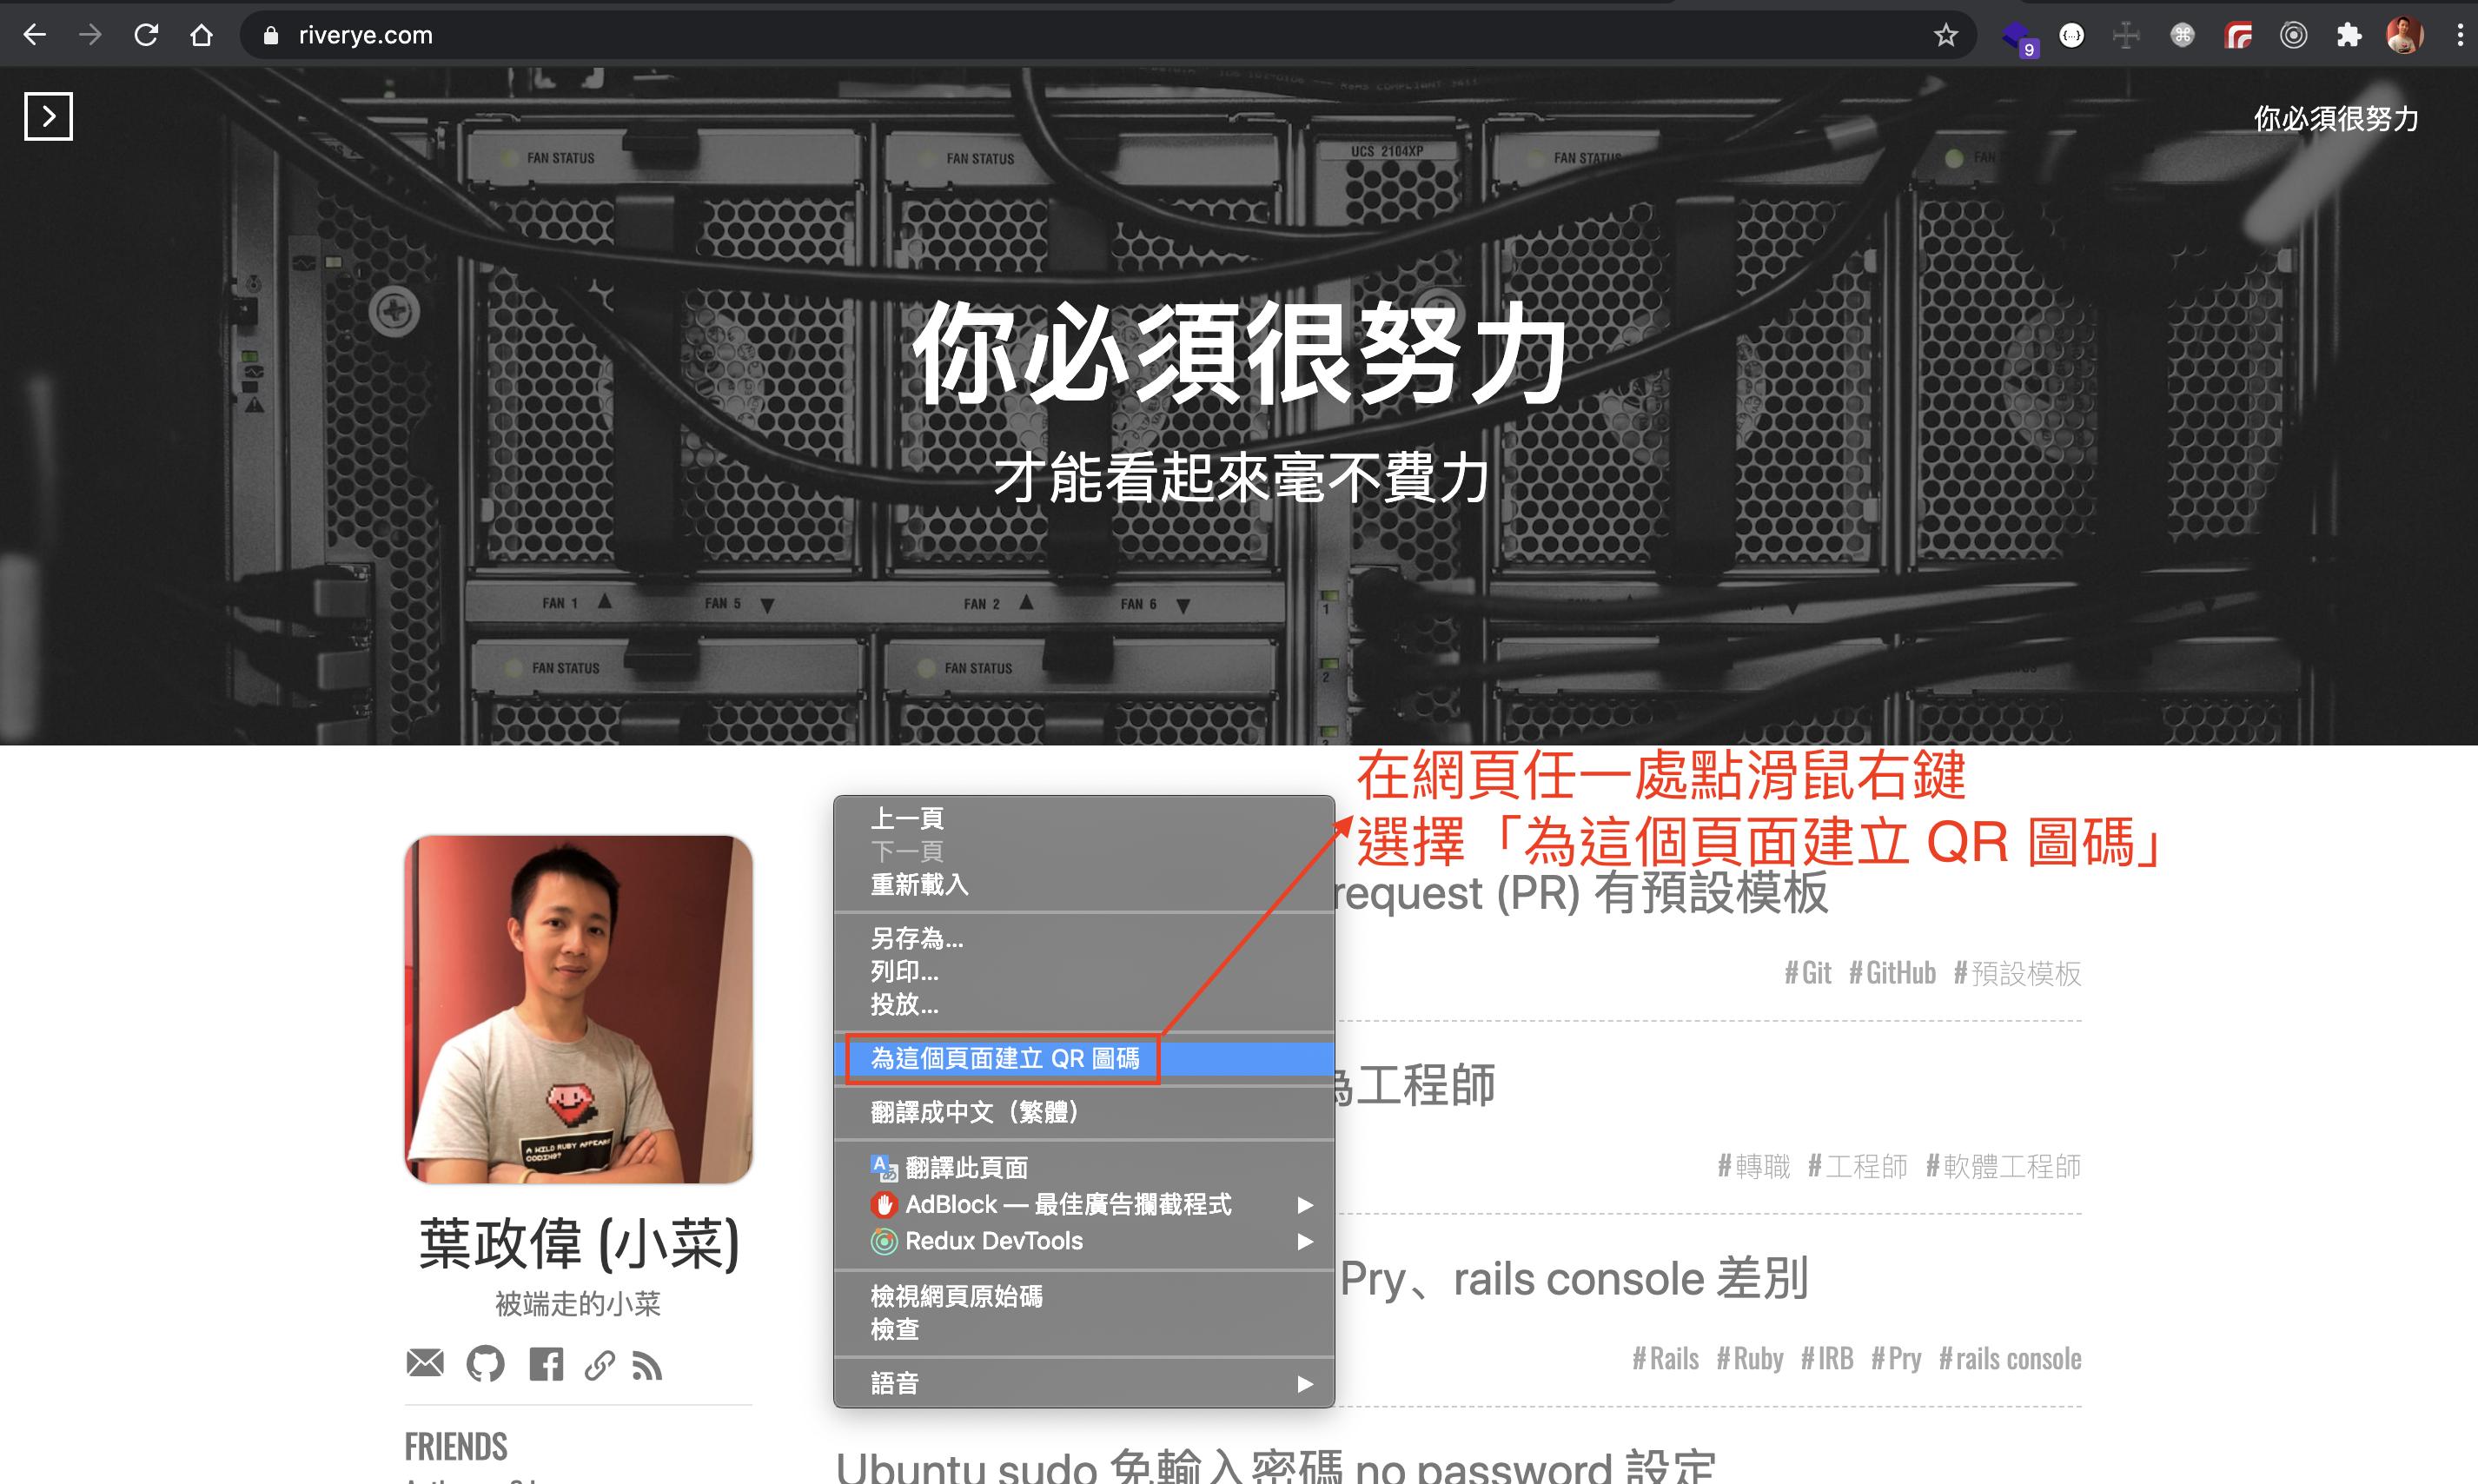 riverye.com
9
你必須很努力
FAN STATUS
FAN STATUS
UCS 2104XP
FAN STATUS
FAN
你必須很努力
才能看起來毫不費力
FAN 1
FAN 5
FAN 2
FAN 6
1
FAN STATUS
FAN STATUS
2
在網頁任一處點滑鼠右鍵
選擇「為這個頁面建立 QR 圖碼」
上一頁
下一頁
重新載入
另存為...
列印...
投放...
為這個頁面建立 QR 圖碼
翻譯成中文（繁體）
翻譯此頁面
AdBlock — 最佳廣告攔截程式
Redux DevTools
檢視網頁原始碼
檢查
語音
request (PR) 有預設模板
#Git #GitHub #預設模板
為工程師
#轉職 #工程師 #軟體工程師
Pry、rails console 差別
#Rails #Ruby #IRB #Pry #rails console
Ubuntu sudo 免輸入密碼 no password 設定
A WILD RUBY APPEARS
CODING?
葉政偉 (小菜)
被端走的小菜
FRIENDS